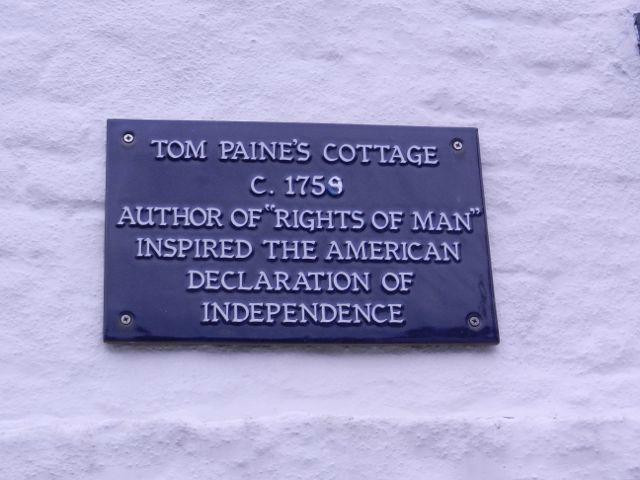 TOM PAINE'S COTTAGE
C. 1759
AUTHOR OF "RIGHTS OF MAN"
INSPIRED THE AMERICAN
DECLARATION OF
INDEPENDENCE